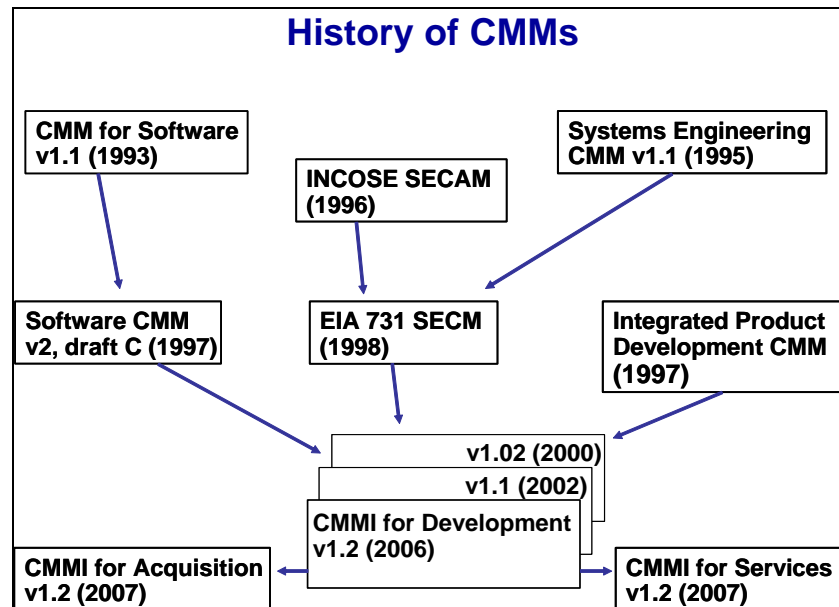 History of CMMs
CMM for Software
v1.1 (1993)
INCOSE SECAM
(1996)
Systems Engineering
CMM v1.1 (1995)
Software CMM
v2, draft C (1997)
EIA 731 SECM
(1998)
Integrated Product
Development CMM
(1997)
v1.02 (2000)
v1.1 (2002)
CMMI for Development
v1.2 (2006)
CMMI for Acquisition
v1.2 (2007)
CMMI for Services
v1.2 (2007)